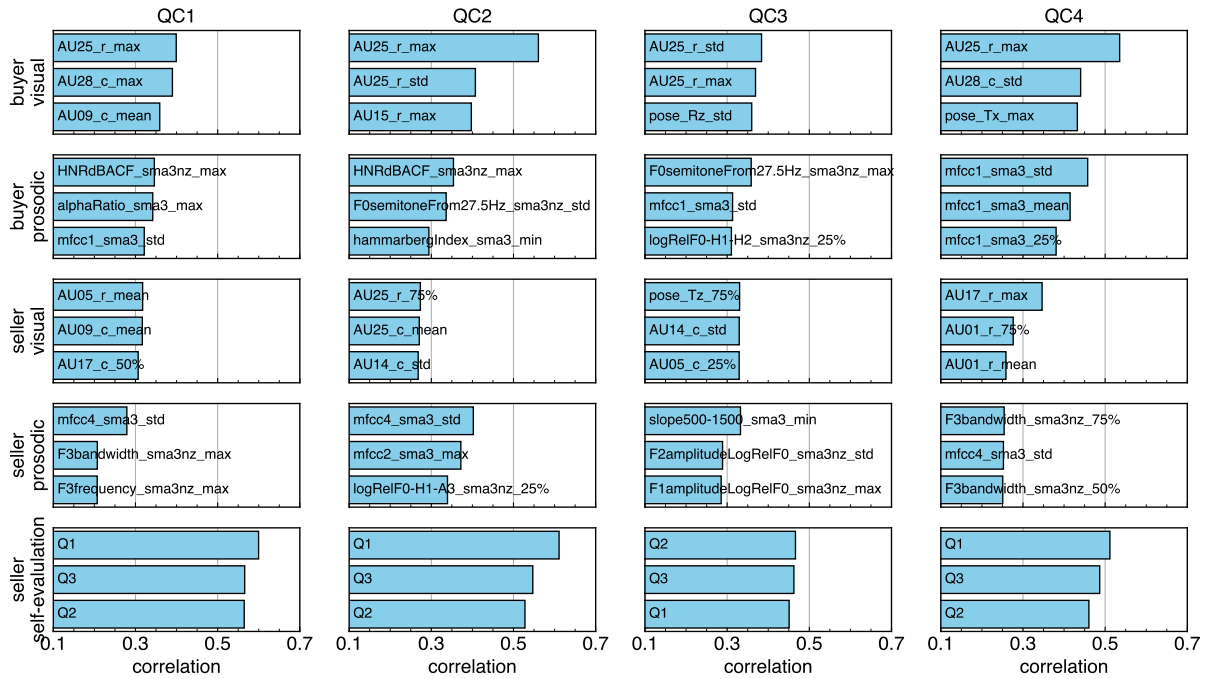 QC1 QC2 QC3 QC4
buyer
visual
AU25_r_max AU25_r_max AU25_r_std AU25_r_max
AU28_c_max AU25_r_std AU25_r_max AU28_c_std
AU09_c_mean AU15_r_max pose_Rz_std pose_Tx_max
buyer
prosodic
HNRdBACF_sma3nz_max HNRdBACF_sma3nz_max F0semitoneFrom27.5Hz_sma3nz_max mfcc1_sma3_std
alphaRatio_sma3_max F0semitoneFrom27.5Hz_sma3nz_std mfcc1_sma3_std mfcc1_sma3_mean
mfcc1_sma3_std hammarbergIndex_sma3_min logRelF0-H1-H2_sma3nz_25% mfcc1_sma3_25%
seller
visual
AU05_r_mean AU25_r_75% pose_Tz_75% AU17_r_max
AU09_c_mean AU25_c_mean AU14_c_std AU01_r_75%
AU17_c_50% AU14_c_std AU05_c_25% AU01_r_mean
seller
prosodic
mfcc4_sma3_std mfcc4_sma3_std slope500-1500_sma3_min F3bandwidth_sma3nz_75%
F3bandwidth_sma3nz_max mfcc2_sma3_max F2amplitudeLogRelF0_sma3nz_std mfcc4_sma3_std
F3frequency_sma3nz_max logRelF0-H1-A3_sma3nz_25% F1amplitudeLogRelF0_sma3nz_max F3bandwidth_sma3nz_50%
seller
self-evalulation
Q1 Q1 Q2 Q1
Q3 Q3 Q3 Q3
Q2 Q2 Q1 Q2
0.1 0.3 0.5 0.7 0.1 0.3 0.5 0.7 0.1 0.3 0.5 0.7 0.1 0.3 0.5 0.7
correlation correlation correlation correlation